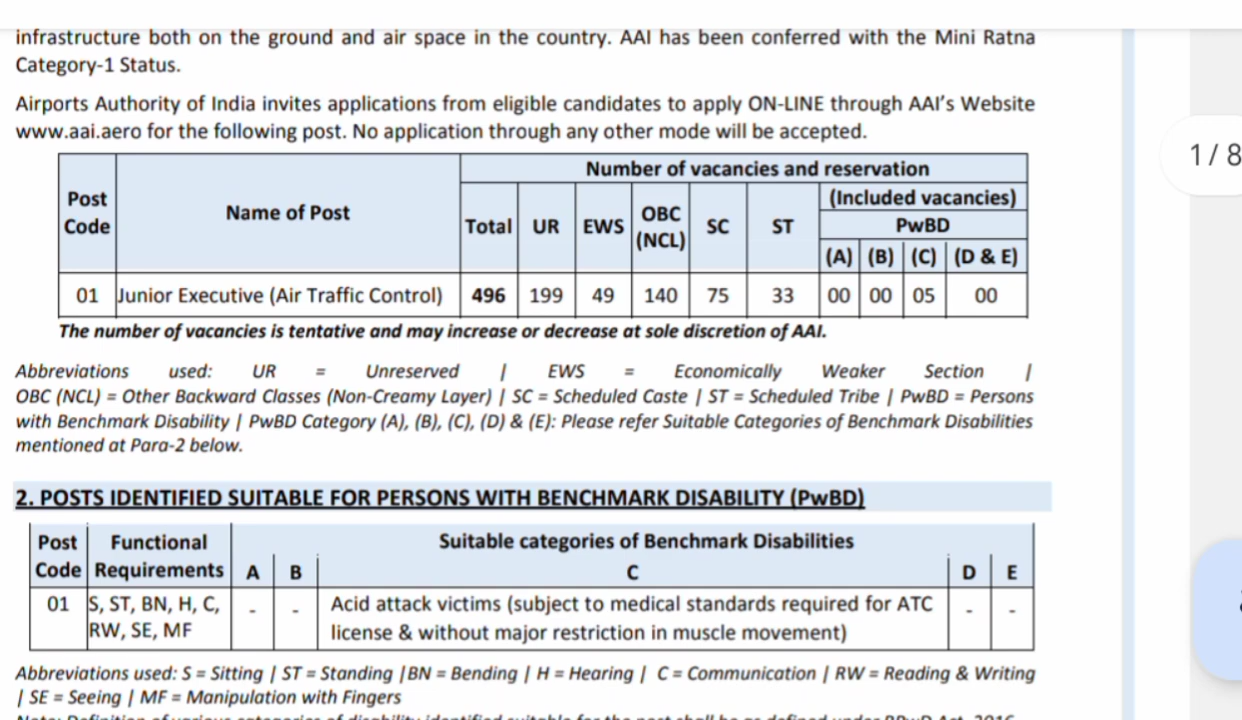 infrastructure both on the ground and air space in the country. AAI has been conferred with the Mini Ratna
Category-1 Status.
Airports Authority of India invites applications from eligible candidates to apply ON-LINE through AAI's Website
www.aai.aero for the following post. No application through any other mode will be accepted.
1 / 8
Post Code Name of Post Number of vacancies and reservation
Total UR EWS OBC (NCL) SC ST (Included vacancies)
PwBD
(A) (B) (C) (D & E)
01 Junior Executive (Air Traffic Control) 496 199 49 140 75 33 00 00 05 00
The number of vacancies is tentative and may increase or decrease at sole discretion of AAI.
Abbreviations used: UR = Unreserved | EWS = Economically Weaker Section |
OBC (NCL) = Other Backward Classes (Non-Creamy Layer) | SC = Scheduled Caste | ST = Scheduled Tribe | PwBD = Persons
with Benchmark Disability | PwBD Category (A), (B), (C), (D) & (E): Please refer Suitable Categories of Benchmark Disabilities
mentioned at Para-2 below.
2. POSTS IDENTIFIED SUITABLE FOR PERSONS WITH BENCHMARK DISABILITY (PwBD)
Post Functional Suitable categories of Benchmark Disabilities
Code Requirements A B C D E
01 S, ST, BN, H, C, - - Acid attack victims (subject to medical standards required for ATC - -
RW, SE, MF license & without major restriction in muscle movement)
Abbreviations used: S = Sitting | ST = Standing |BN = Bending | H = Hearing | C = Communication | RW = Reading & Writing
| SE = Seeing | MF = Manipulation with Fingers